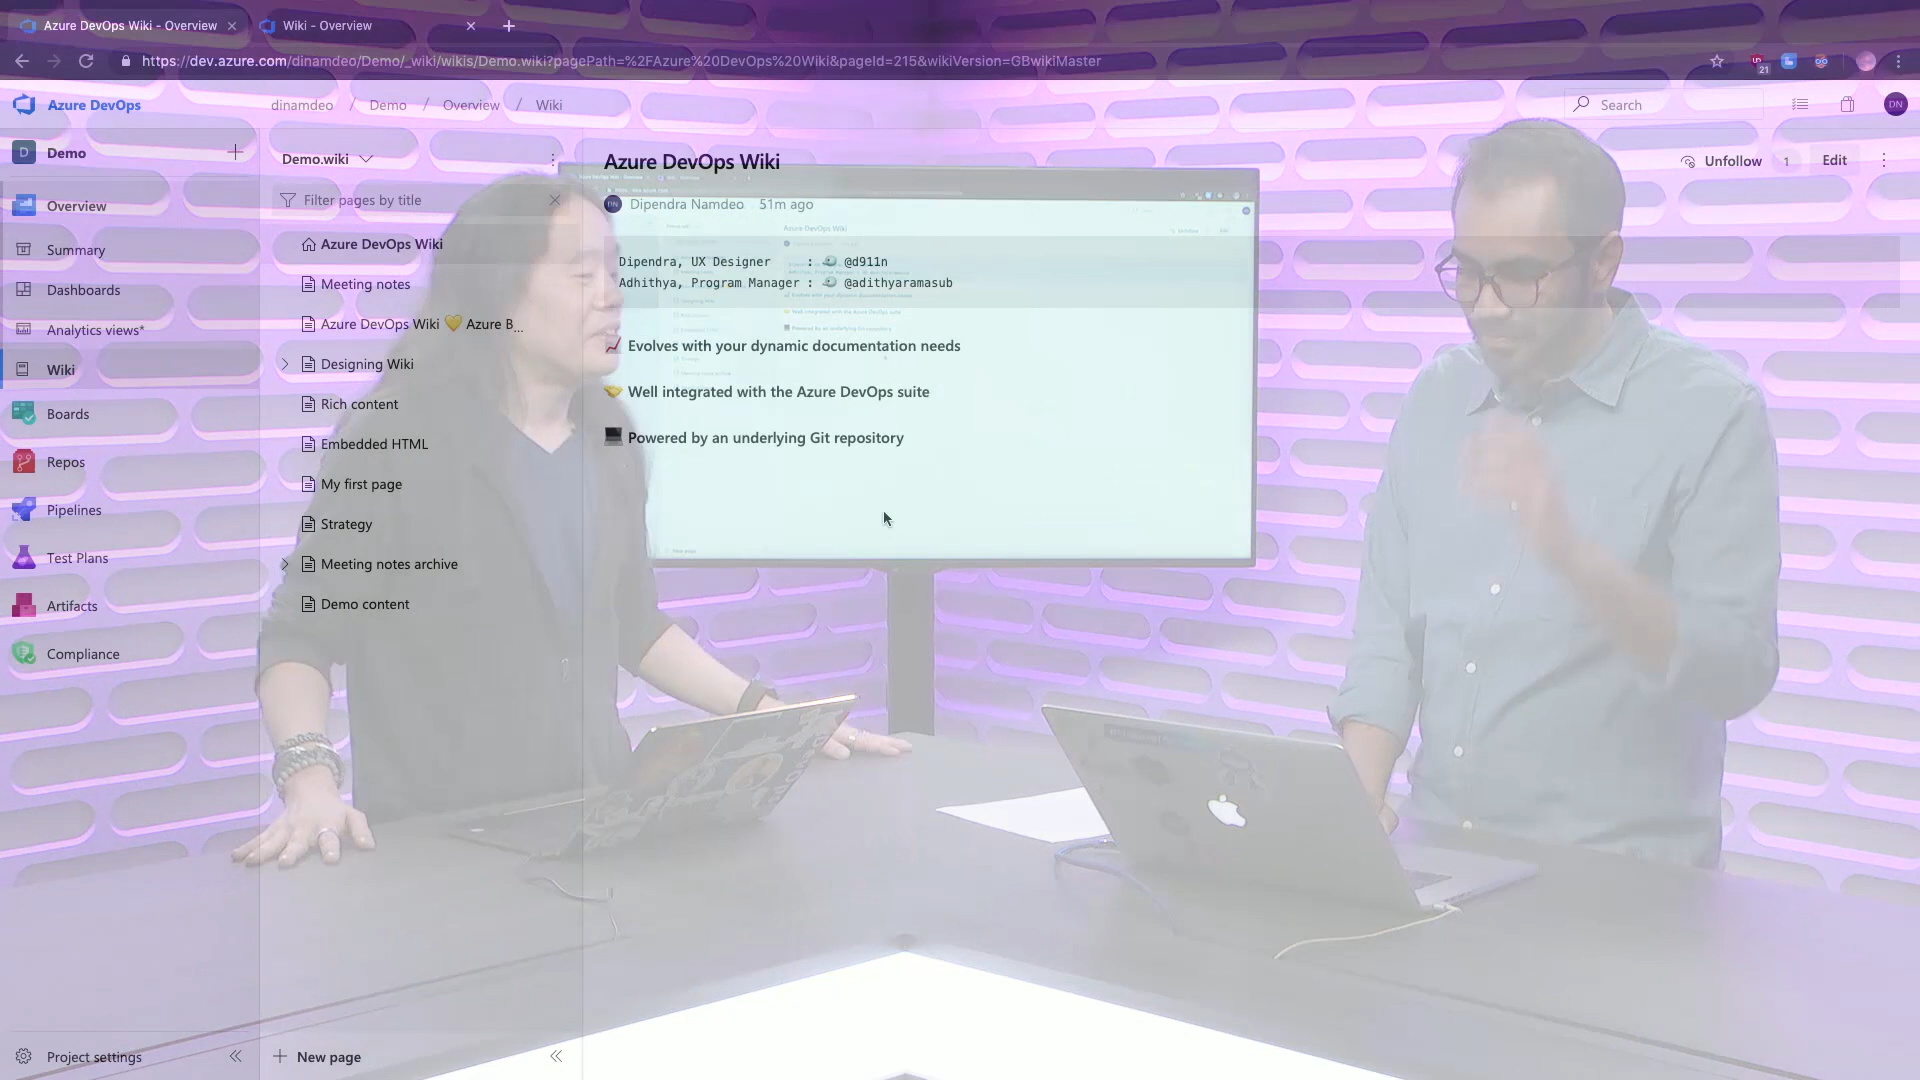 Azure DevOps Wiki - Overview
Wiki - Overview
https://dev.azure.com/dinamdeo/Demo/_wiki/wikis/Demo.wiki?pagePath=%2FAzure%20DevOps%20Wiki&pageId=215&wikiVersion=GBwikiMaster
21
Azure DevOps
dinamdeo / Demo / Overview / Wiki
Search
DN
D Demo
Overview
Summary
Dashboards
Analytics views*
Wiki
Boards
Repos
Pipelines
Test Plans
Artifacts
Compliance
Project settings
Demo.wiki
Filter pages by title
Azure DevOps Wiki
Meeting notes
Azure DevOps Wiki 💛 Azure B...
Designing Wiki
Rich content
Embedded HTML
My first page
Strategy
Meeting notes archive
Demo content
New page
Azure DevOps Wiki
Unfollow 1 Edit
DN Dipendra Namdeo 51m ago
Dipendra, UX Designer : 🐦 @d911n
Adhithya, Program Manager : 🐦 @adithyaramasub
📈 Evolves with your dynamic documentation needs
🤝 Well integrated with the Azure DevOps suite
💻 Powered by an underlying Git repository